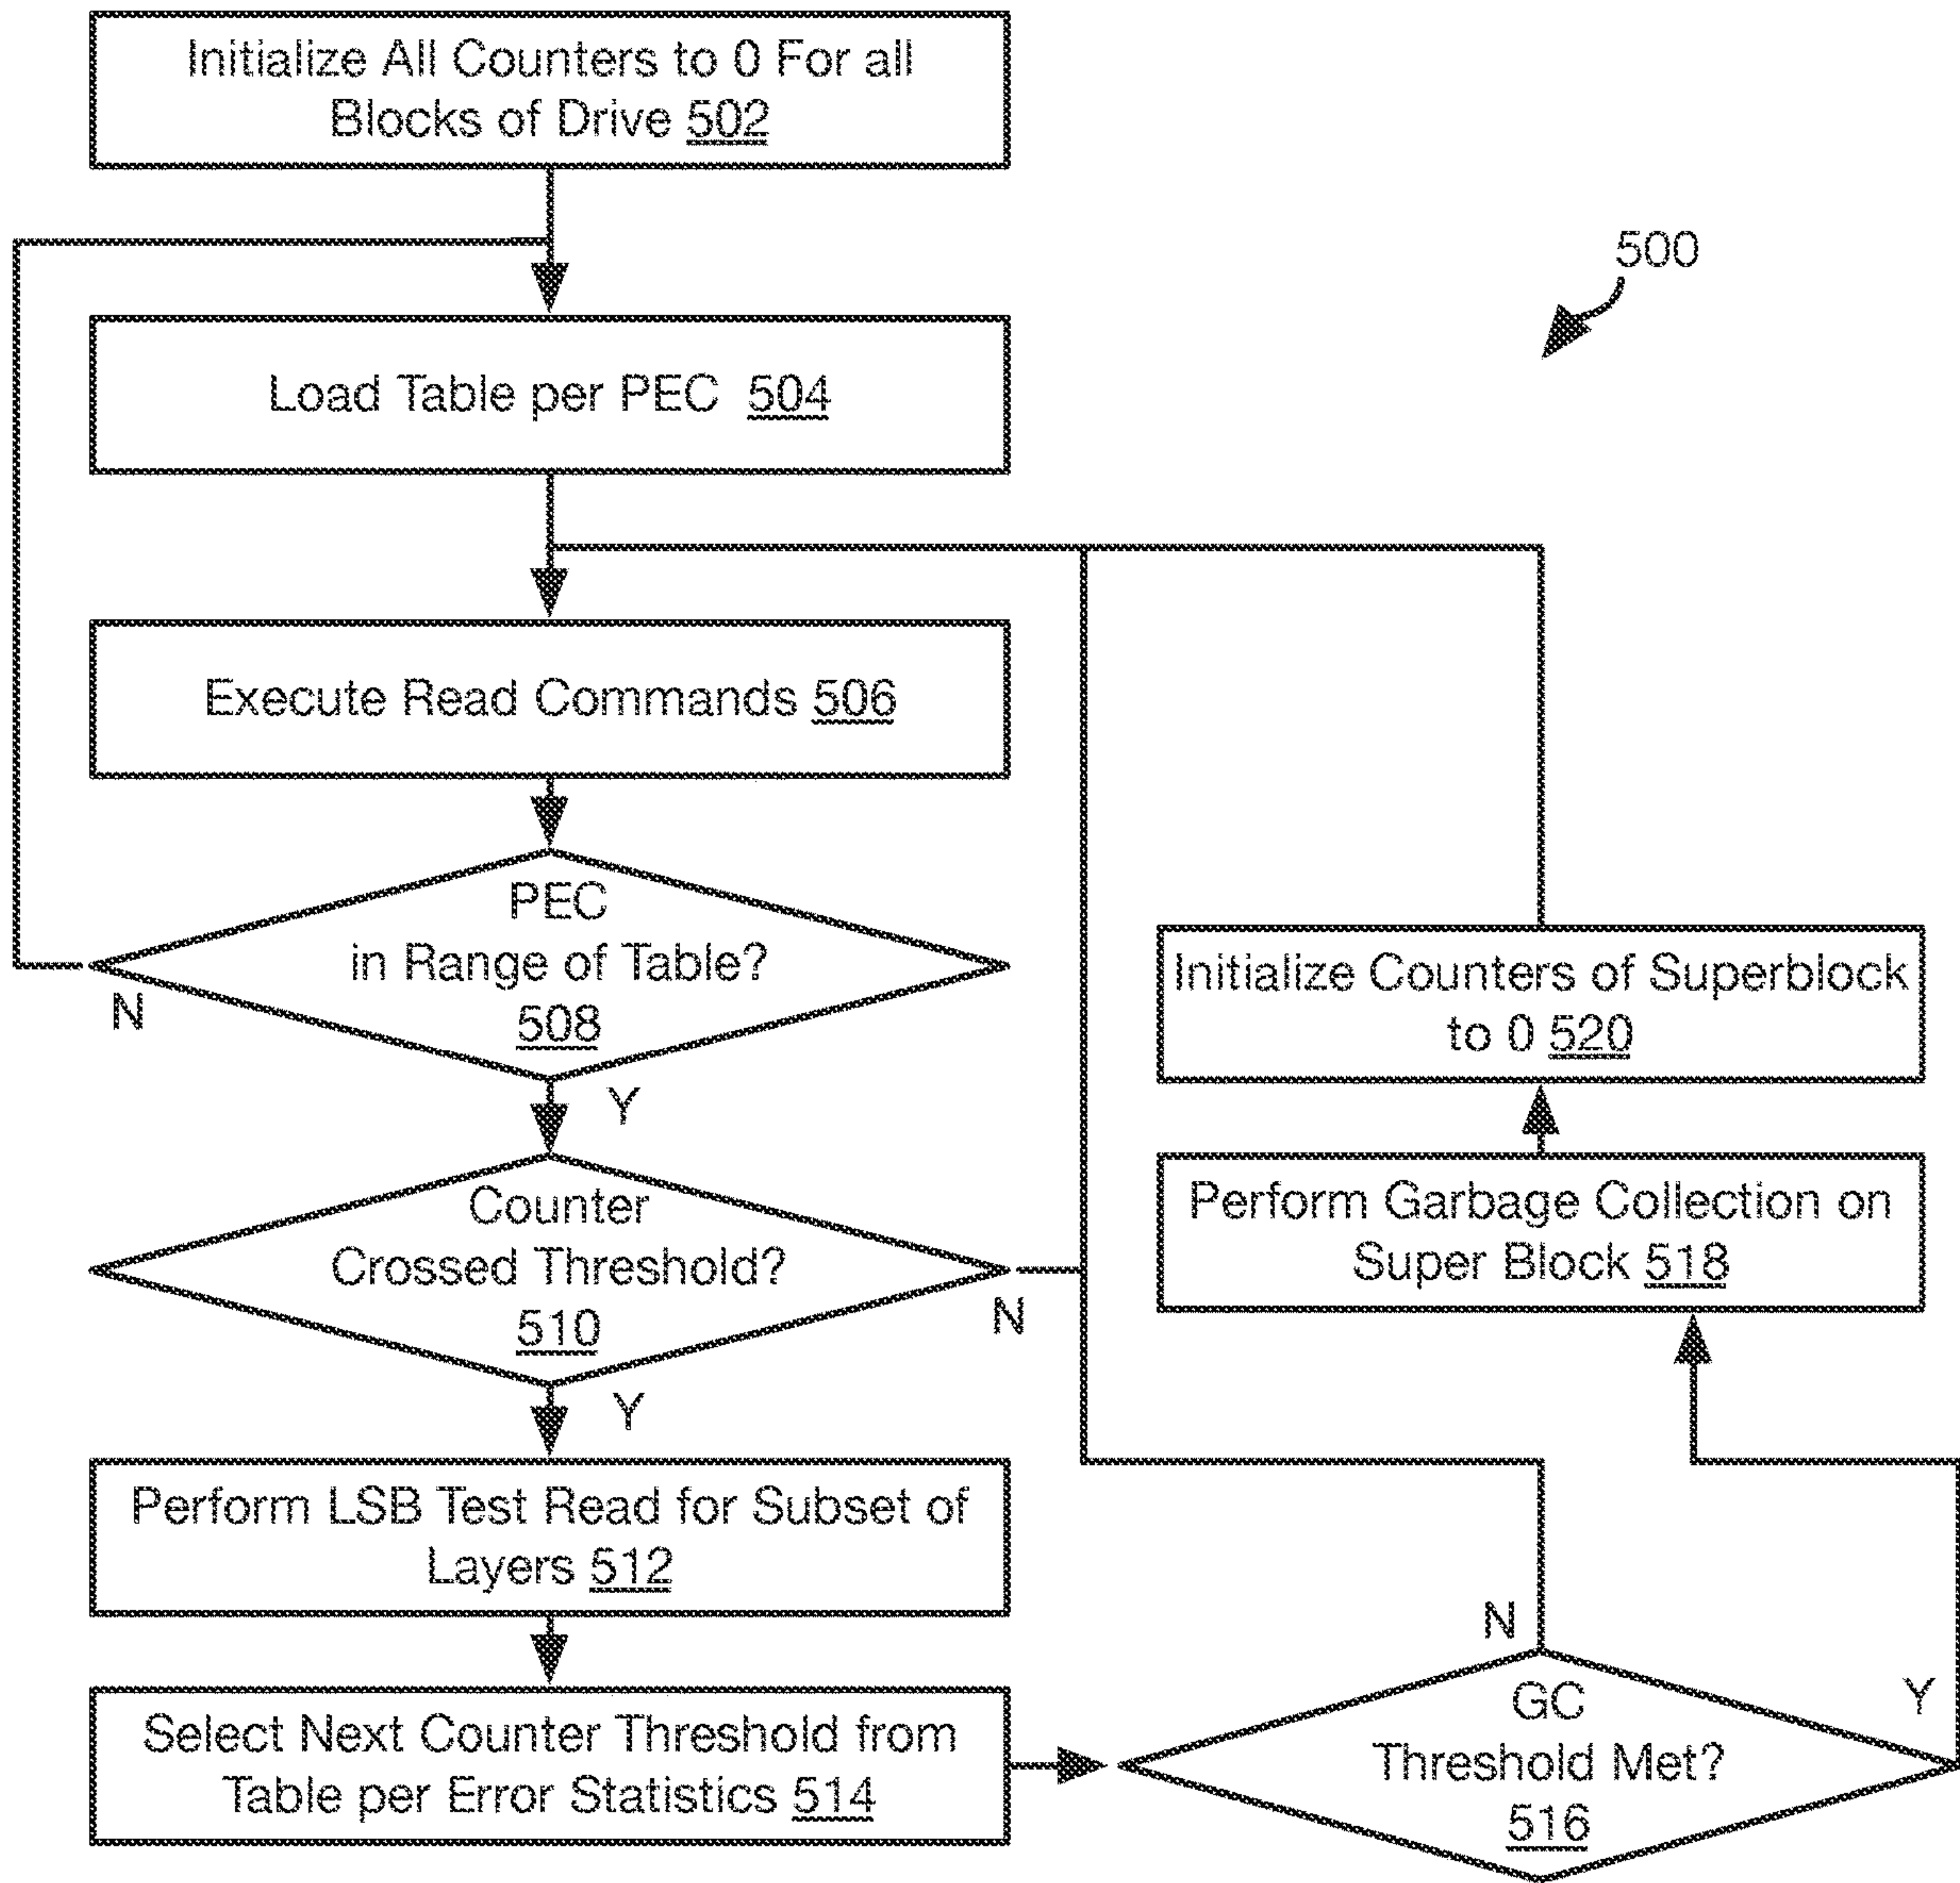 Initialize All Counters to 0 For all
Blocks of Drive 502
500
Load Table per PEC 504
Execute Read Commands 506
PEC
in Range of Table?
508
N
Y
Initialize Counters of Superblock
to 0 520
Counter
Crossed Threshold?
510
N
Y
Perform Garbage Collection on
Super Block 518
Perform LSB Test Read for Subset of
Layers 512
Select Next Counter Threshold from
Table per Error Statistics 514
N
Y
GC
Threshold Met?
516